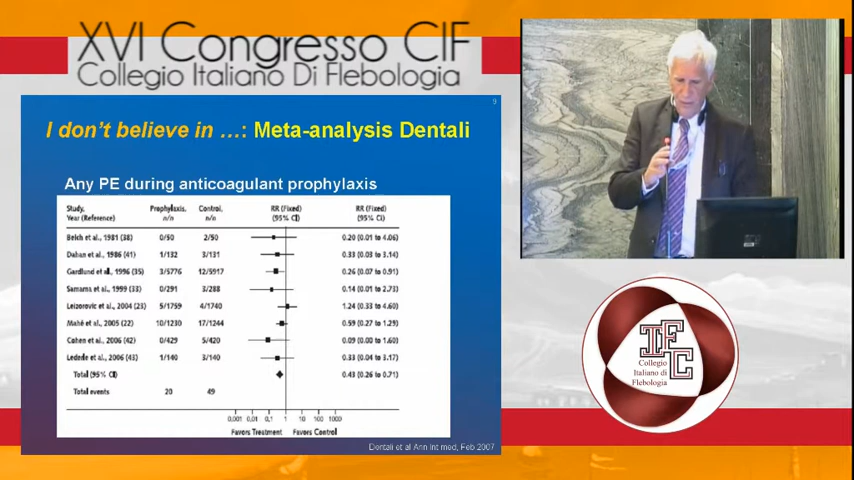 XVI Congresso CIF
Collegio Italiano Di Flebologia
9
I don't believe in …: Meta-analysis Dentali
Any PE during anticoagulant prophylaxis
Study, Prophylaxis, Control, RR (Fixed) RR (Fixed)
Year (Reference) n/n n/n (95% CI) (95% CI)
Belch et al., 1981 (38) 0/50 2/50 0.20 (0.01 to 4.06)
Dahan et al., 1986 (41) 1/132 3/131 0.33 (0.03 to 3.14)
Gardlund et al., 1996 (35) 3/5776 12/5917 0.26 (0.07 to 0.91)
Samama et al., 1999 (33) 0/291 3/288 0.14 (0.01 to 2.73)
Leizorovic et al., 2004 (23) 5/1759 4/1740 1.24 (0.33 to 4.60)
Mahé et al., 2005 (22) 10/1230 17/1244 0.59 (0.27 to 1.29)
Cohen et al., 2006 (42) 0/429 5/420 0.09 (0.00 to 1.60)
Lederle et al., 2006 (43) 1/140 3/140 0.33 (0.04 to 3.17)
Total (95% CI) 0.43 (0.26 to 0.71)
Total events 20 49
0.001 0.01 0.1 1 10 100 1000
Favors Treatment Favors Control
Dentali et al Ann Int med, Feb 2007
IFC
Collegio
Italiano di
Flebologia